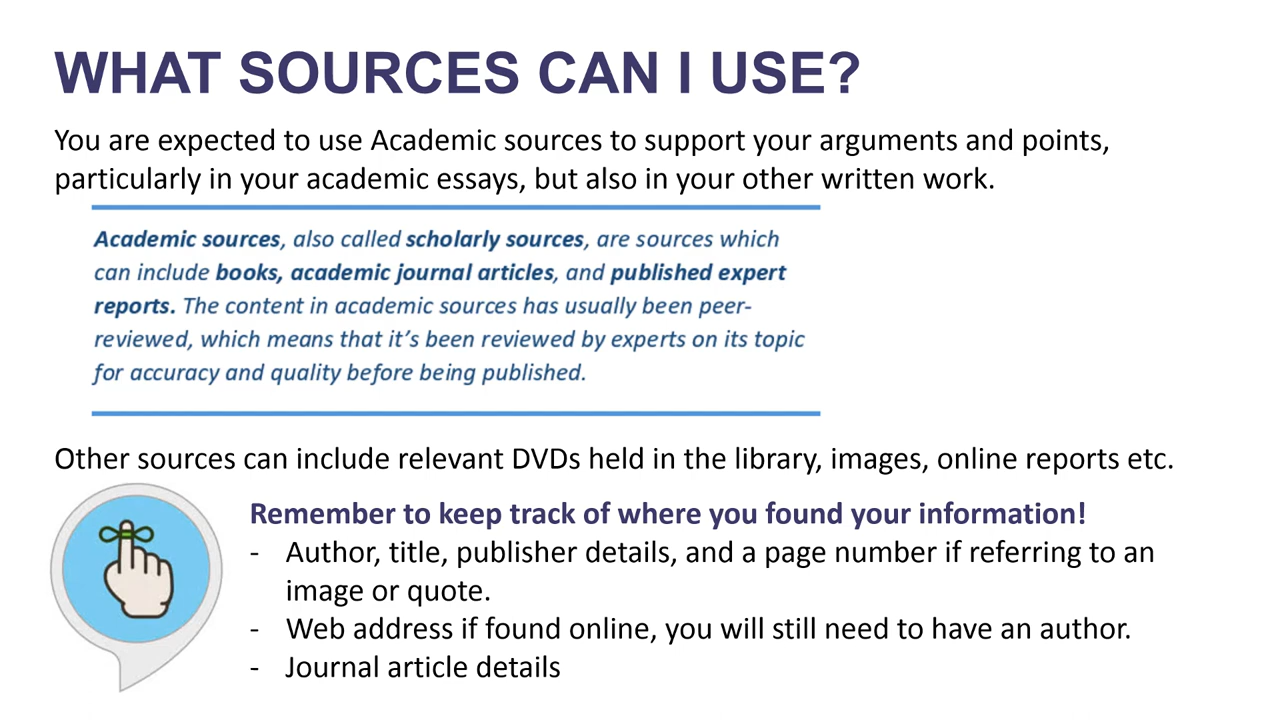 WHAT SOURCES CAN I USE?
You are expected to use Academic sources to support your arguments and points,
particularly in your academic essays, but also in your other written work.
Academic sources, also called scholarly sources, are sources which
can include books, academic journal articles, and published expert
reports. The content in academic sources has usually been peer-
reviewed, which means that it’s been reviewed by experts on its topic
for accuracy and quality before being published.
Other sources can include relevant DVDs held in the library, images, online reports etc.
Remember to keep track of where you found your information!
- Author, title, publisher details, and a page number if referring to an
image or quote.
- Web address if found online, you will still need to have an author.
- Journal article details